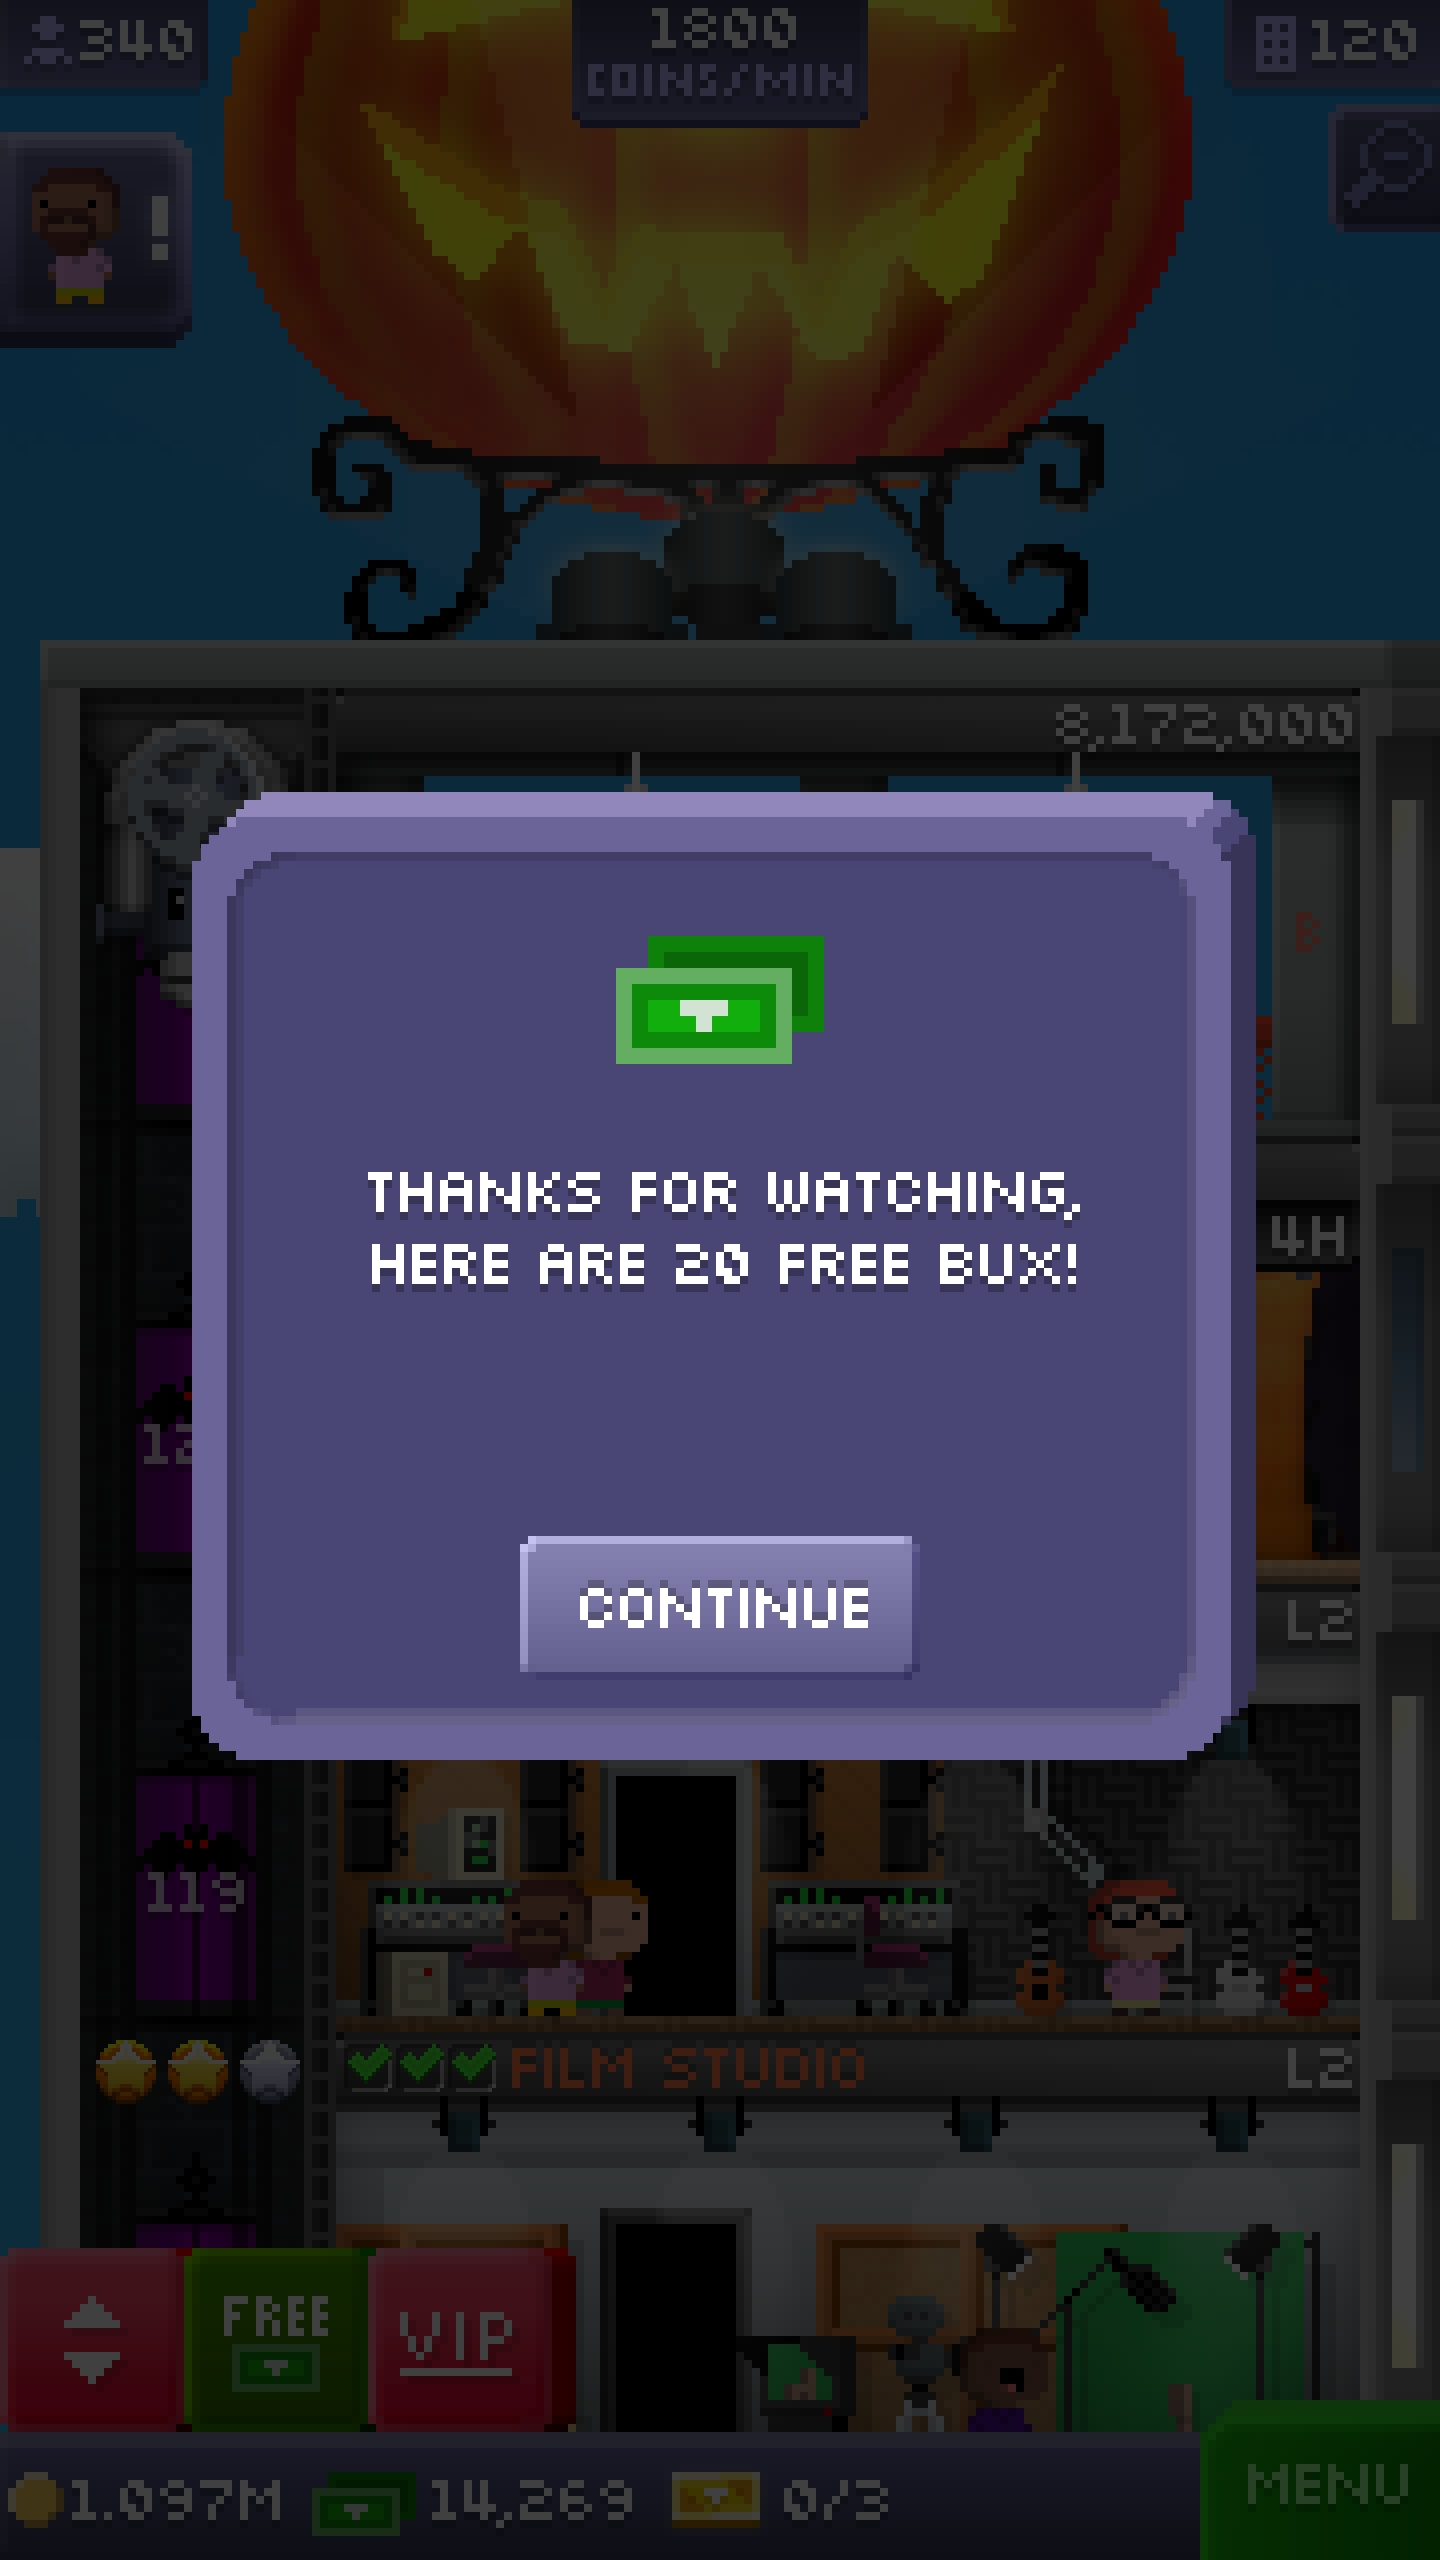 340
1800
COINS/MIN
120
!
8,172,000
B
THANKS FOR WATCHING,
HERE ARE 20 FREE BUX!
4H
CONTINUE
L2
119
FILM STUDIO
L2
FREE
VIP
1.097M
14,269
0/3
MENU